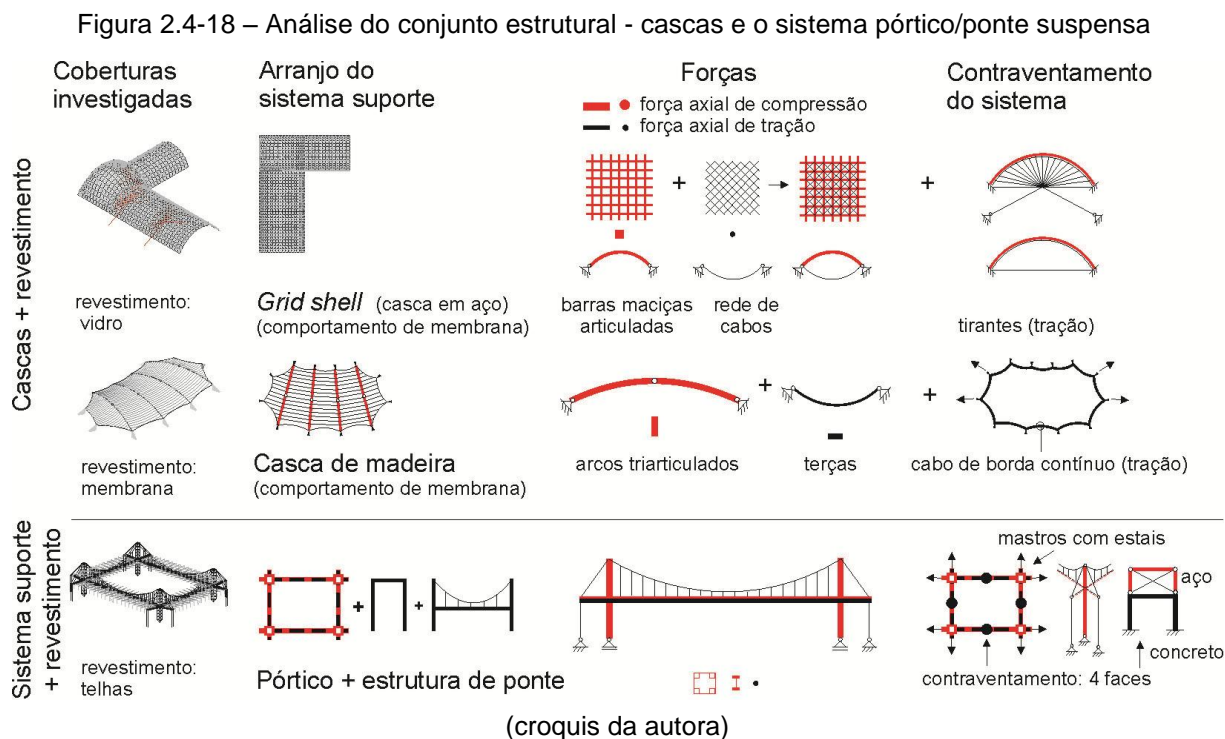 Figura 2.4-18 – Análise do conjunto estrutural - cascas e o sistema pórtico/ponte suspensa
Coberturas
investigadas
Arranjo do
sistema suporte
Forças
Contraventamento
do sistema
força axial de compressão
força axial de tração
Cascas + revestimento
+
+
revestimento:
vidro
Grid shell (casca em aço)
(comportamento de membrana)
barras maciças
articuladas
rede de
cabos
tirantes (tração)
+
+
revestimento:
membrana
Casca de madeira
(comportamento de membrana)
arcos triarticulados
terças
cabo de borda contínuo (tração)
Sistema suporte
+ revestimento
mastros com estais
+
+
aço
concreto
revestimento:
telhas
Pórtico + estrutura de ponte
contraventamento: 4 faces
(croquis da autora)